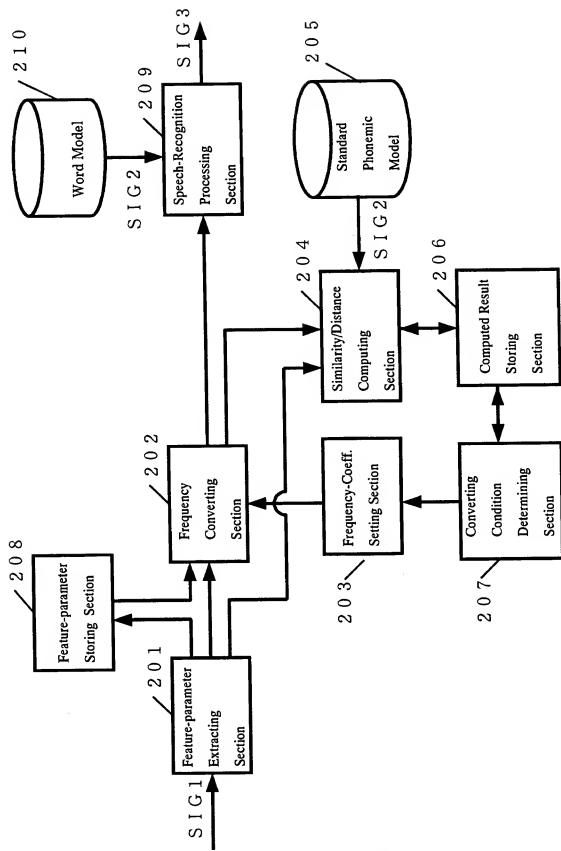 SIG1
201
Feature-parameter
Extracting
Section
208
Feature-parameter
Storing Section
202
Frequency
Converting
Section
203
Frequency-Coeff.
Setting Section
207
Converting
Condition
Determining
Section
204
Similarity/Distance
Computing
Section
206
Computed Result
Storing
Section
SIG2
205
Standard
Phonemic
Model
210
Word Model
SIG2
209
Speech-Recognition
Processing
Section
SIG3